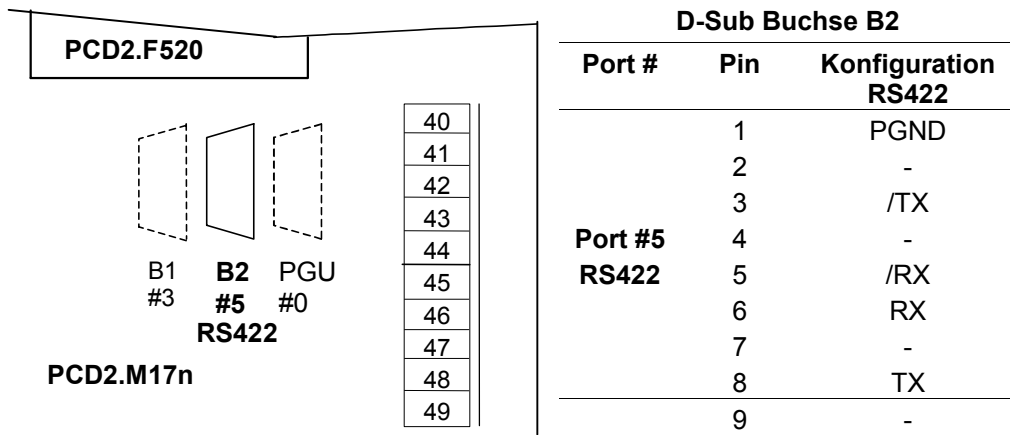 PCD2.F520
40
41
42
43
44
45
46
47
48
49
B1 B2 PGU
#3 #5 #0
RS422
PCD2.M17n
D-Sub Buchse B2
Port # Pin Konfiguration
RS422
1 PGND
2 -
3 /TX
Port #5 4 -
RS422 5 /RX
6 RX
7 -
8 TX
9 -